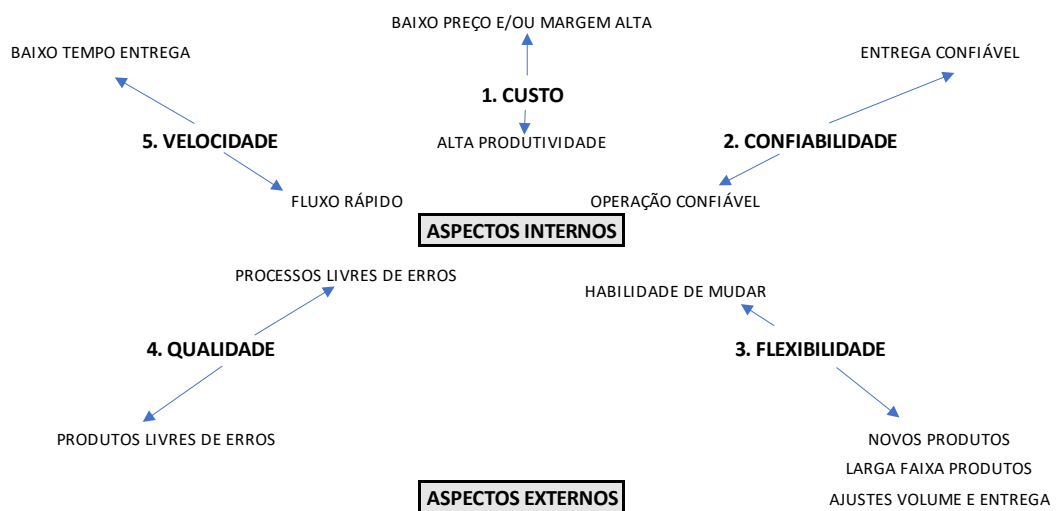 BAIXO PREÇO E/OU MARGEM ALTA
BAIXO TEMPO ENTREGA
ENTREGA CONFIÁVEL
1. CUSTO
5. VELOCIDADE
ALTA PRODUTIVIDADE
2. CONFIABILIDADE
FLUXO RÁPIDO
OPERAÇÃO CONFIÁVEL
ASPECTOS INTERNOS
PROCESSOS LIVRES DE ERROS
HABILIDADE DE MUDAR
4. QUALIDADE
3. FLEXIBILIDADE
PRODUTOS LIVRES DE ERROS
NOVOS PRODUTOS
LARGA FAIXA PRODUTOS
ASPECTOS EXTERNOS
AJUSTES VOLUME E ENTREGA